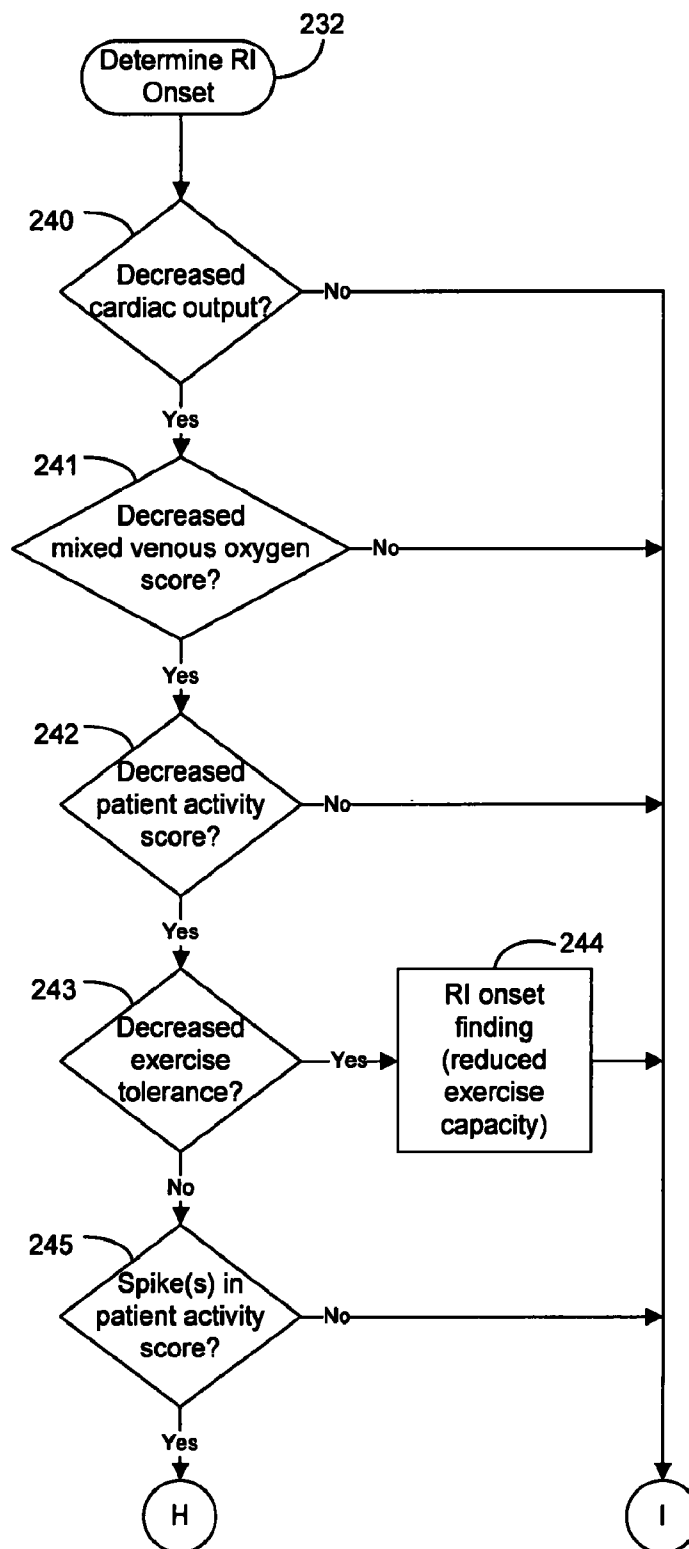 232
Determine RI
Onset
240
Decreased
cardiac output?
No
Yes
241
Decreased
mixed venous oxygen
score?
No
Yes
242
Decreased
patient activity
score?
No
Yes
243
Decreased
exercise
tolerance?
Yes
244
RI onset
finding
(reduced
exercise
capacity)
No
245
Spike(s) in
patient activity
score?
No
Yes
H
I